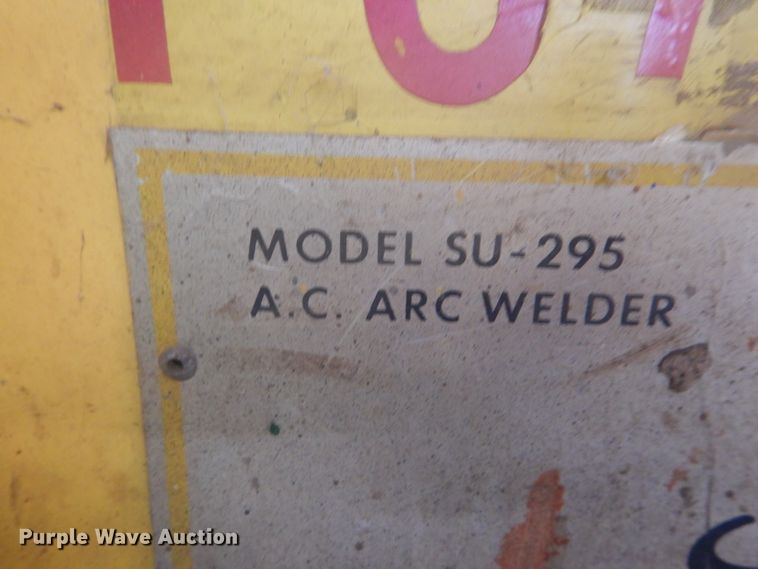 MODEL SU-295
A.C. ARC WELDER
Purple Wave Auction